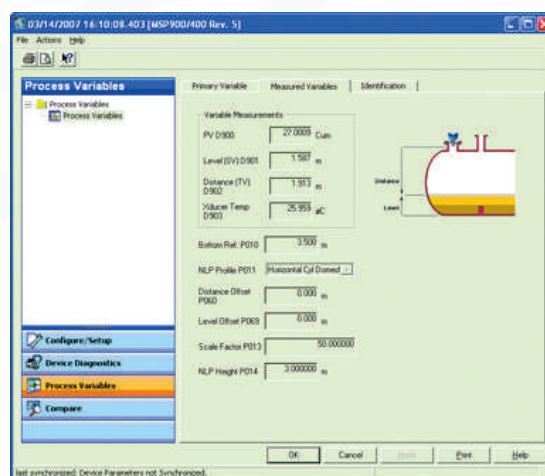 03/14/2007 16:10:08.403 [MSP900/400 Rev. 5]
File Actions Help
Process Variables
Process Variables
Process Variables
Configure/Setup
Device Diagnostics
Process Variables
Compare
Primary Variable Measured Variables Identification
Variable Measurements
PV D900 27.0009 Cum
Level (SV) D901 1.587 m
Distance (TV) D902 1.913 m
Xducer Temp D903 25.959 øC
Distance
Level
Bottom Ref. P010 3.500 m
NLP Profile P011 Horizontal Cyl Domed
Distance Offset P060 0.000 m
Level Offset P069 0.000 m
Scale Factor P013 50.000000
NLP Height P014 3.000000 m
OK Cancel Print Help
last synchronized: Device Parameters not Synchronized.